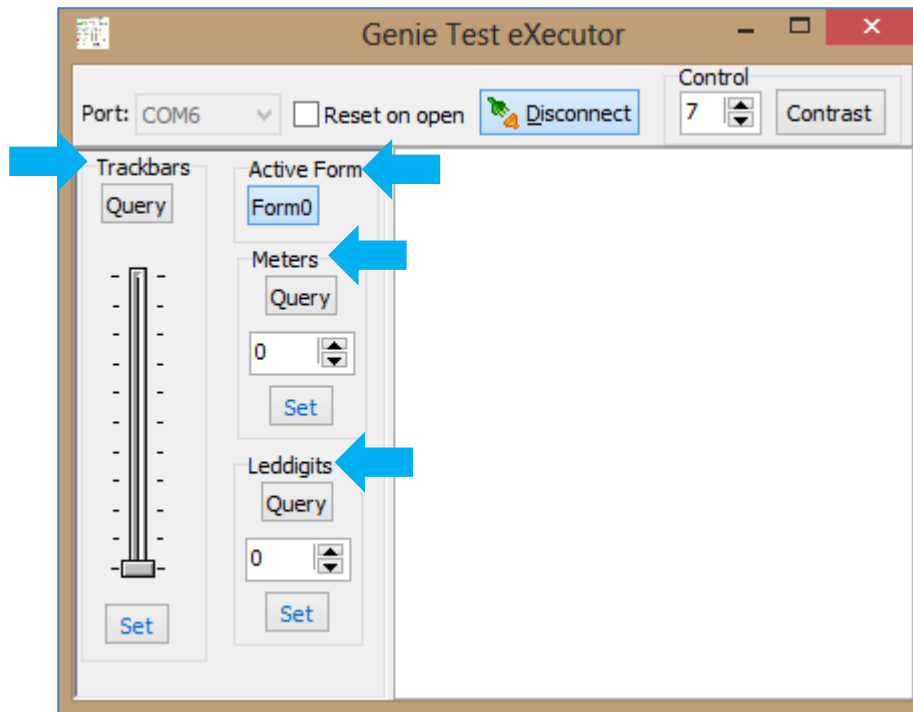 Genie Test eXecutor
Control
Port: COM6 Reset on open Disconnect 7 Contrast
Trackbars
Query
Set
Active Form
Form0
Meters
Query
0
Set
Leddigits
Query
0
Set